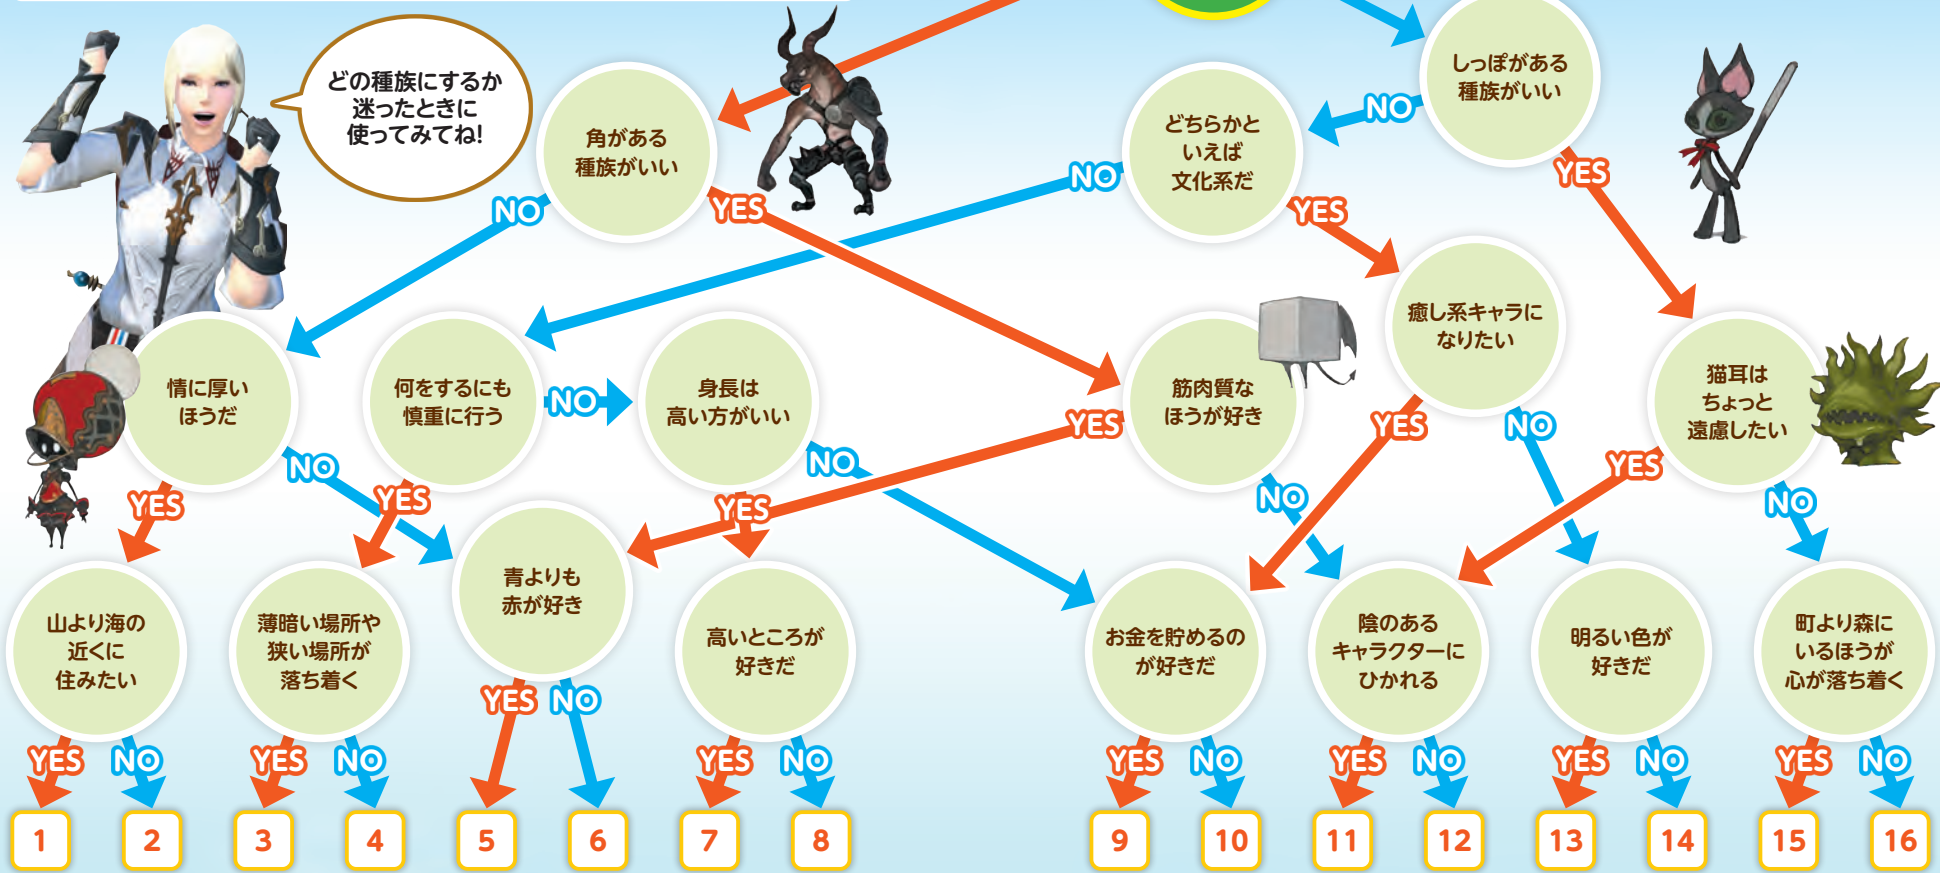 どの種族にするか
迷ったときに
使ってみてね!
角がある
種族がいい
どちらかと
いえば
文化系だ
しっぽがある
種族がいい
NO
NO
YES
NO
YES
YES
情に厚い
ほうだ
何をするにも
慎重に行う
NO
身長は
高い方がいい
筋肉質な
ほうが好き
癒し系キャラに
なりたい
猫耳は
ちょっと
遠慮したい
YES
NO
YES
YES
NO
YES
NO
YES
NO
YES
NO
山より海の
近くに
住みたい
薄暗い場所や
狭い場所が
落ち着く
青よりも
赤が好き
高いところが
好きだ
お金を貯めるの
が好きだ
陰のある
キャラクターに
ひかれる
明るい色が
好きだ
町より森に
いるほうが
心が落ち着く
YES NO
YES NO
YES NO
YES NO
YES NO
YES NO
YES NO
YES NO
1 2 3 4 5 6 7 8 9 10 11 12 13 14 15 16